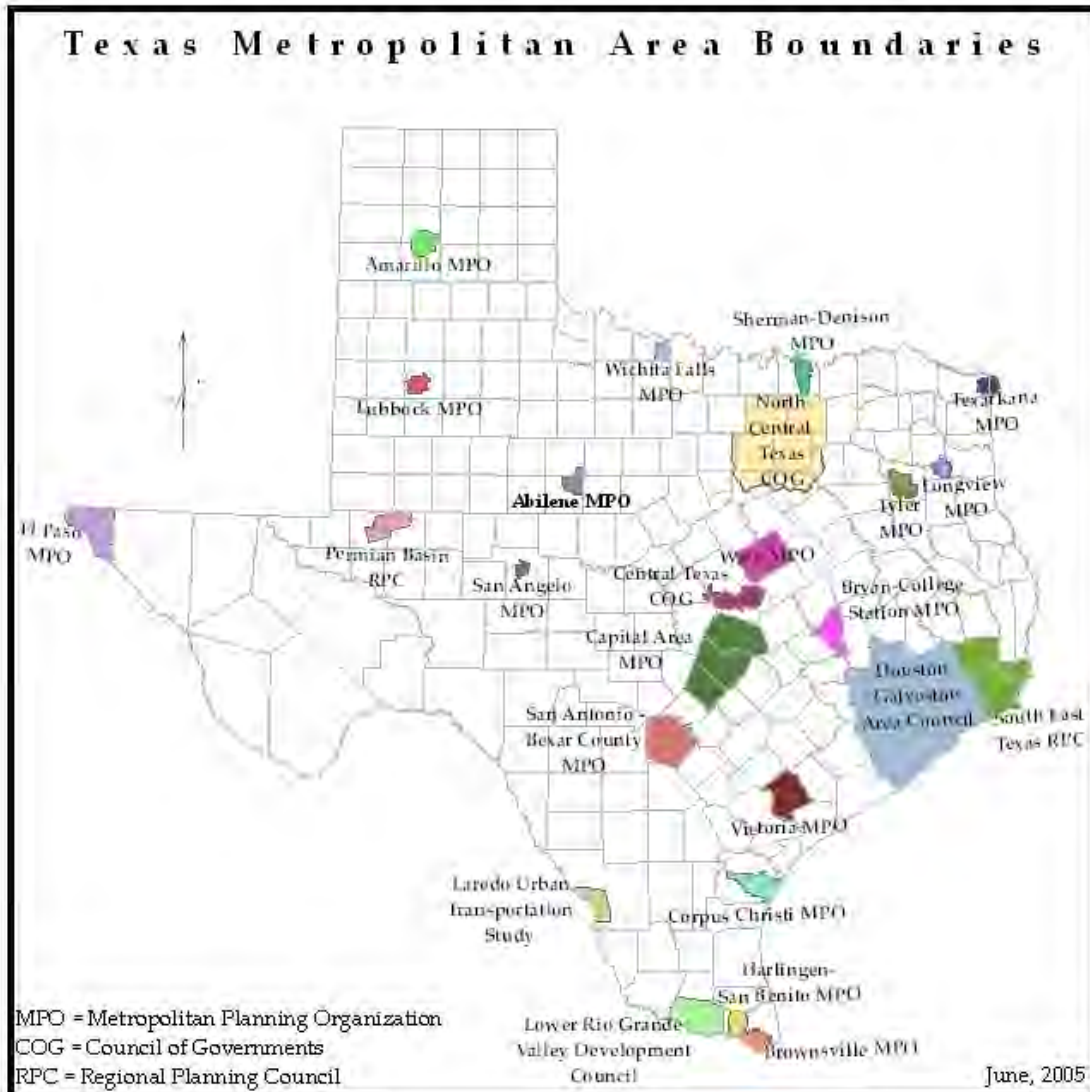 Texas Metropolitan Area Boundaries
Amarillo MPO
Sherman-Denison
MPO
Wichita Falls
MPO
Lubbock MPO
North
Central
Texas
COG
Texarkana
MPO
Abilene MPO
Longview
MPO
Tyler
MPO
El Paso
MPO
Permian Basin
RPC
San Angelo
MPO
Waco MPO
Central Texas
COG
Bryan-College
Station MPO
Capital Area
MPO
Houston
Galveston
Area Council
South East
Texas RPC
San Antonio -
Bexar County
MPO
Victoria MPO
Laredo Urban
Transportation
Study
Corpus Christi MPO
Harlingen-
San Benito MPO
Lower Rio Grande
Valley Development
Council
Brownsville MPO
MPO = Metropolitan Planning Organization
COG = Council of Governments
RPC = Regional Planning Council
June, 2005